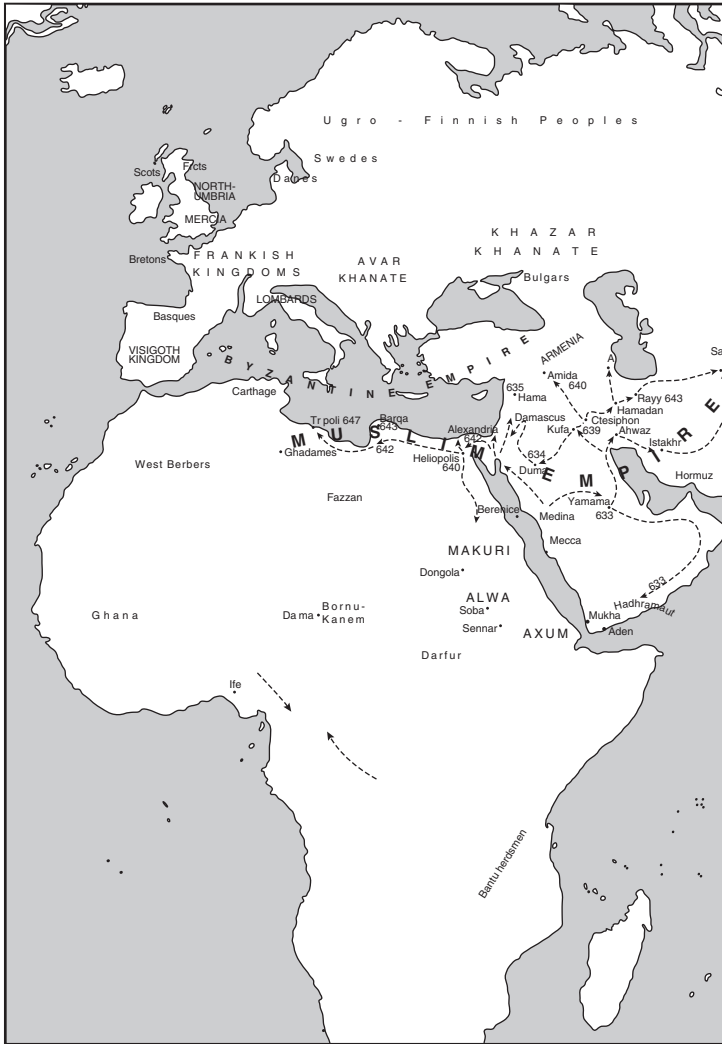 Ugro - Finnish Peoples
Swedes
Danes
Scots
Frcts
NORTH-
UMBRIA
MERCIA
Bretons
FRANKISH
KINGDOMS
KHAZAR
KHANATE
AVAR
KHANATE
Bulgars
LOMBARDS
Basques
VISIGOTH
KINGDOM
BYZANTINE EMPIRE
ARMENIA
A
Sa
Amida
640
635
Hama
Rayy 643
Hamadan
Carthage
Tr poli 647
Barqa
643
Alexandria
642
Damascus
Ctesiphon
Kufa
639
Ahwaz
Istakhr
MUSLIM EMPIRE
642
Ghadames
West Berbers
Heliopolis
640
634
Duma
Hormuz
Fazzan
Yamama
633
Berenice
Medina
Mecca
MAKURI
Dongola
633
Hadhramaut
ALWA
Soba
Sennar
Mukha
Aden
AXUM
Ghana
Dama
Bornu-
Kanem
Darfur
Ife
Bantu herdsmen